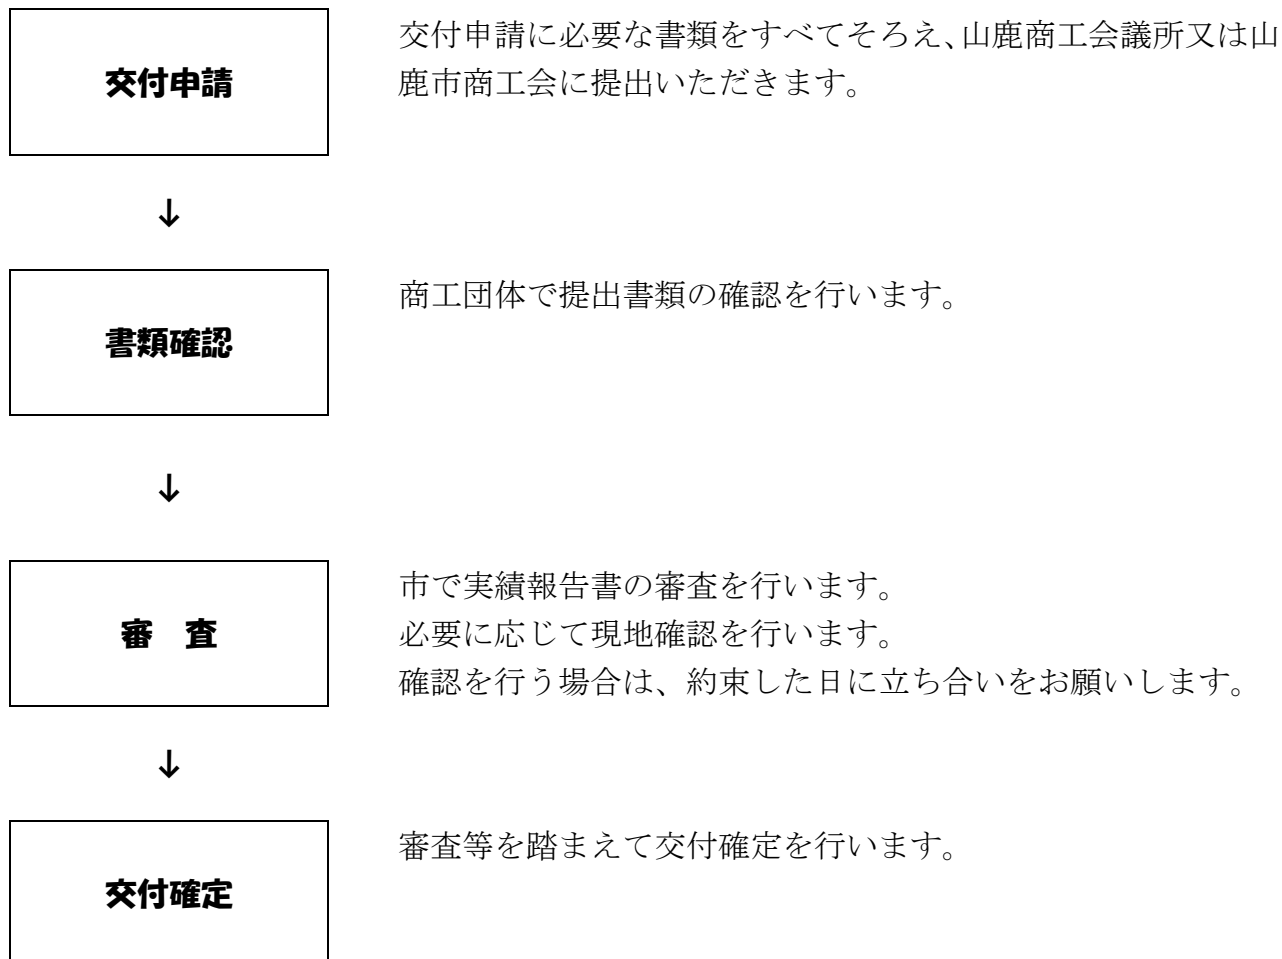 交付申請
交付申請に必要な書類をすべてそろえ、山鹿商工会議所又は山
鹿市商工会に提出いただきます。
↓
書類確認
商工団体で提出書類の確認を行います。
↓
審　査
市で実績報告書の審査を行います。
必要に応じて現地確認を行います。
確認を行う場合は、約束した日に立ち合いをお願いします。
↓
交付確定
審査等を踏まえて交付確定を行います。